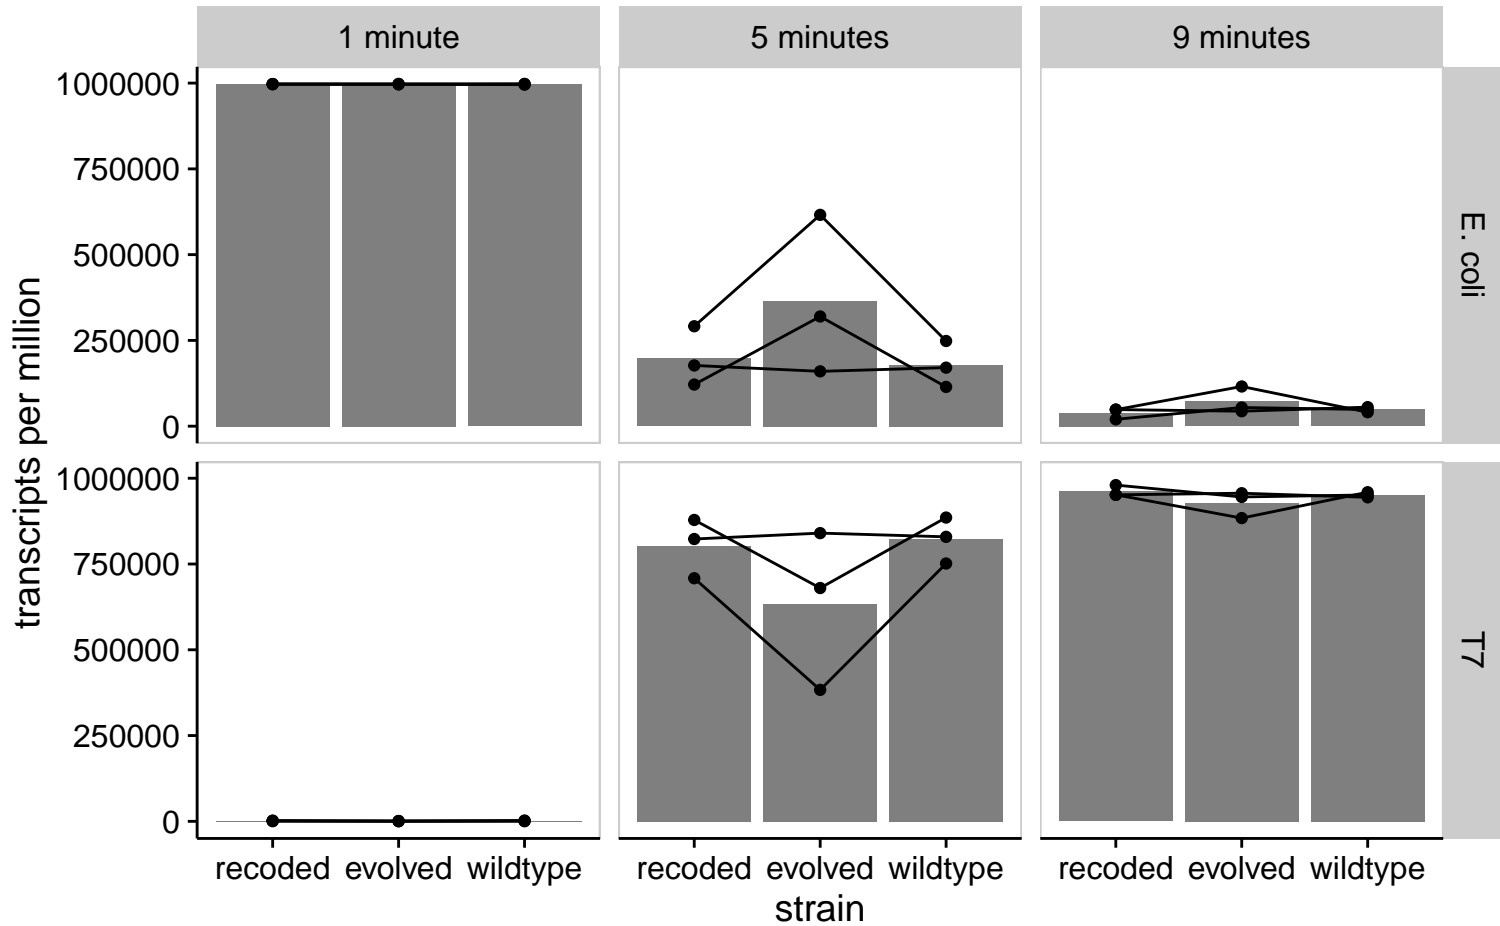 1 minute
5 minutes
9 minutes
transcripts per million
1000000
750000
500000
250000
0
E. coli
1000000
750000
500000
250000
0
T7
recoded evolved wildtype
recoded evolved wildtype
recoded evolved wildtype
strain